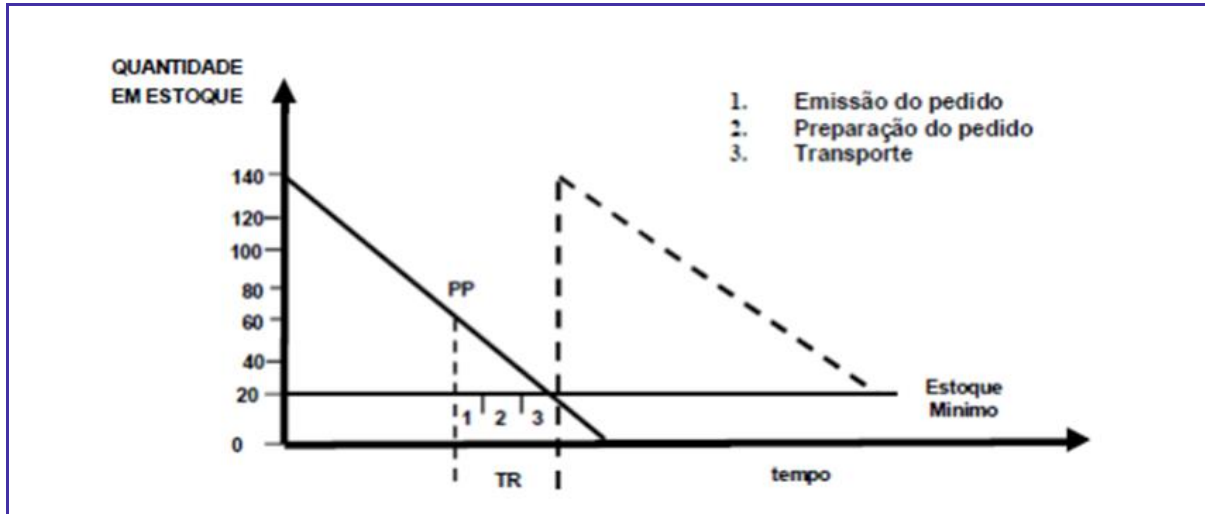 QUANTIDADE
EM ESTOQUE
1. Emissão do pedido
2. Preparação do pedido
3. Transporte
140
120
100
80
PP
60
40
20
Estoque
Minimo
1 2 3
0
TR
tempo